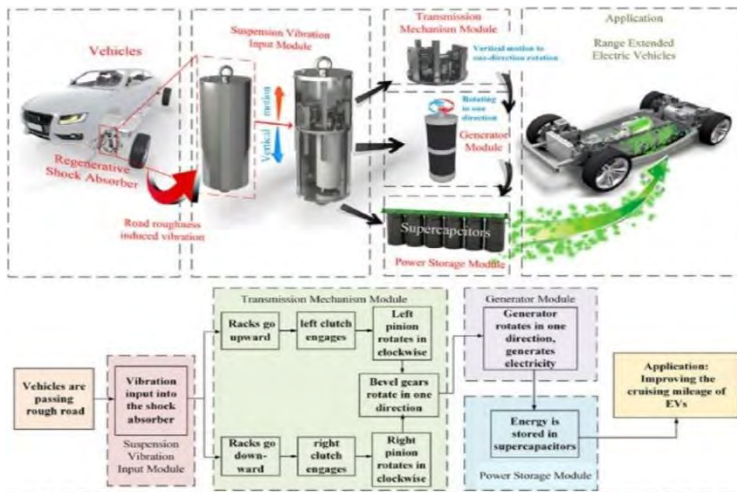 Vehicles
Regenerative
Shock Absorber
Road roughness
induced vibration
Suspension Vibration
Input Module
Vertical motion
Transmission
Mechanism Module
Vertical motion to
one-direction rotation
Rotating
in one
direction
Generator
Module
Supercapcitors
Power Storage Module
Application
Range Extended
Electric Vehicles
Vehicles are
passing
rough road
Vibration
input into the
shock
absorber
Suspension
Vibration
Input Module
Transmission Mechanism Module
Racks go
upward
left clutch
engages
Left
pinion
rotates in
clockwise
Bevel gears
rotate in one
direction
Racks go
down-
ward
right
clutch
engages
Right
pinion
rotates in
clockwise
Generator Module
Generator
rotates in one
direction,
generates
electricity
Energy is
stored in
supercapacitors
Power Storage Module
Application:
Improving the
cruising mileage of
EVs